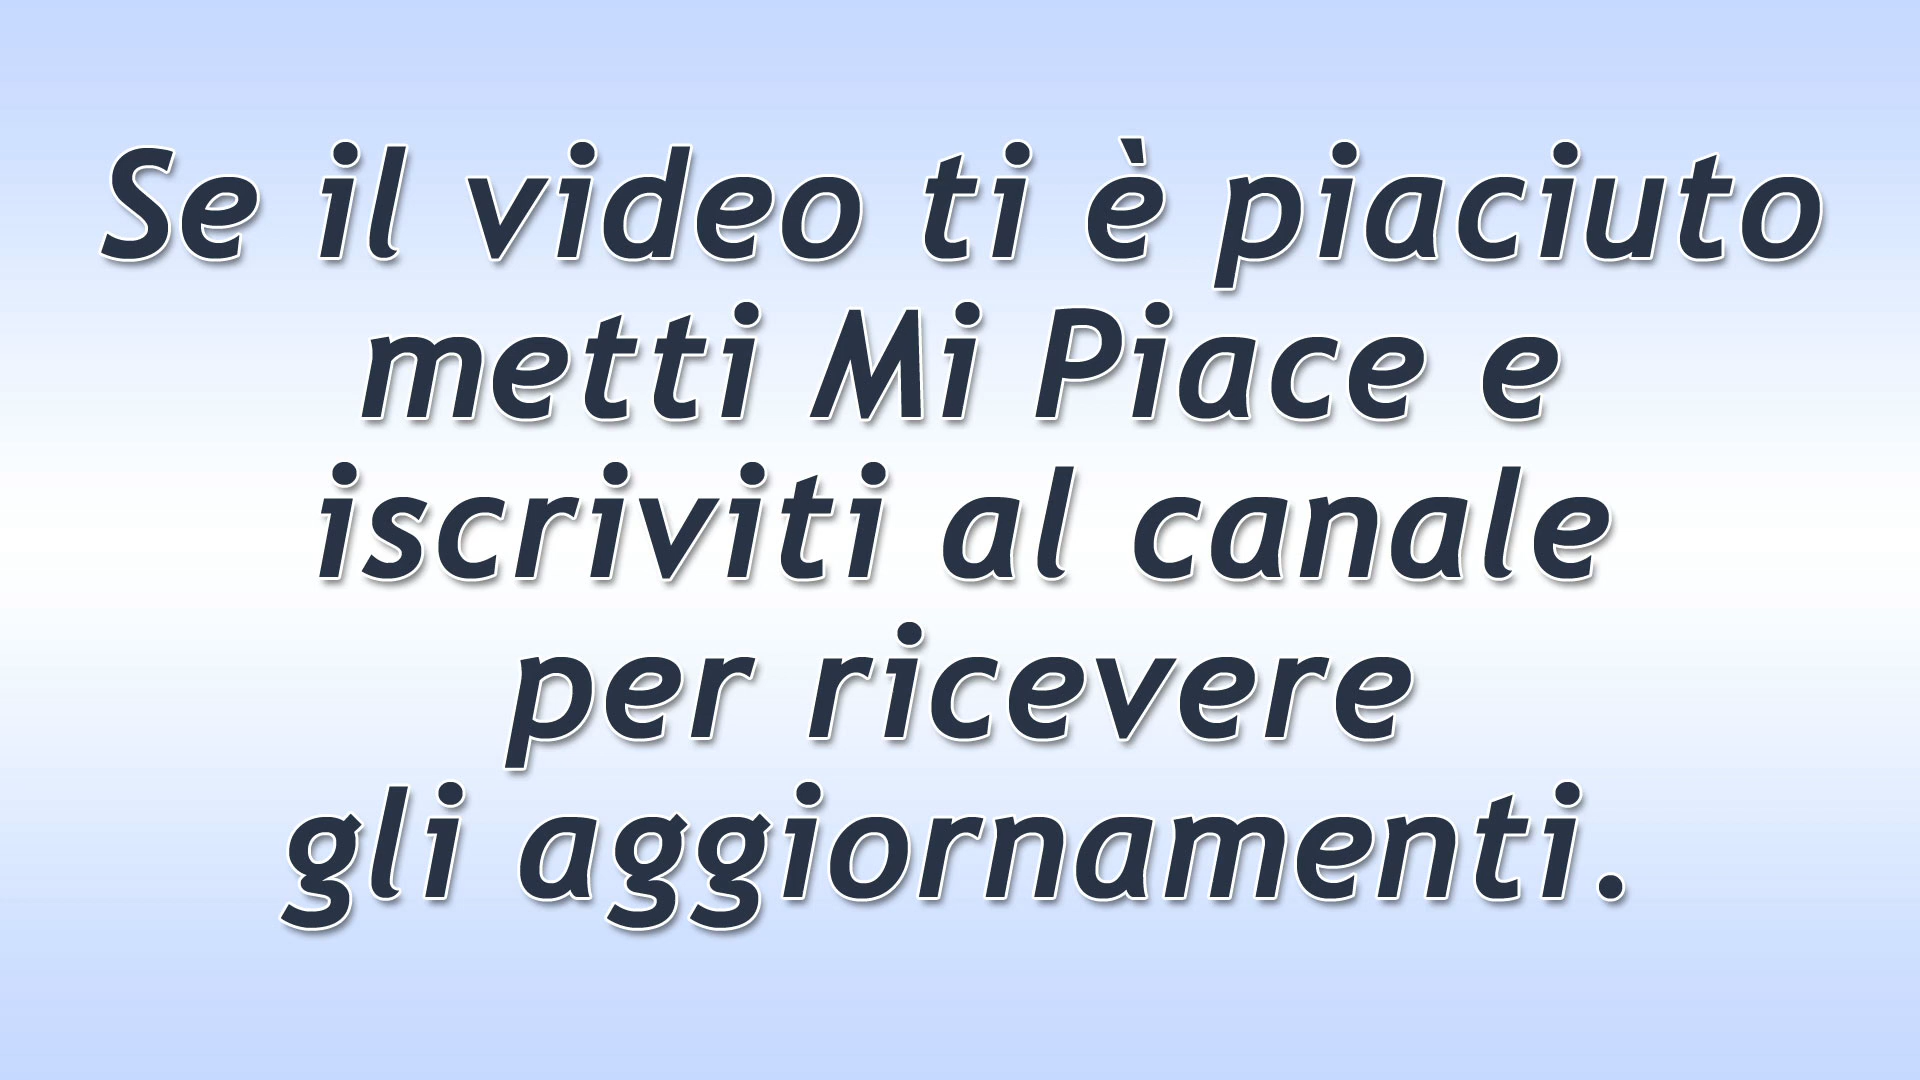 Se il video ti è piaciuto
metti Mi Piace e
iscriviti al canale
per ricevere
gli aggiornamenti.